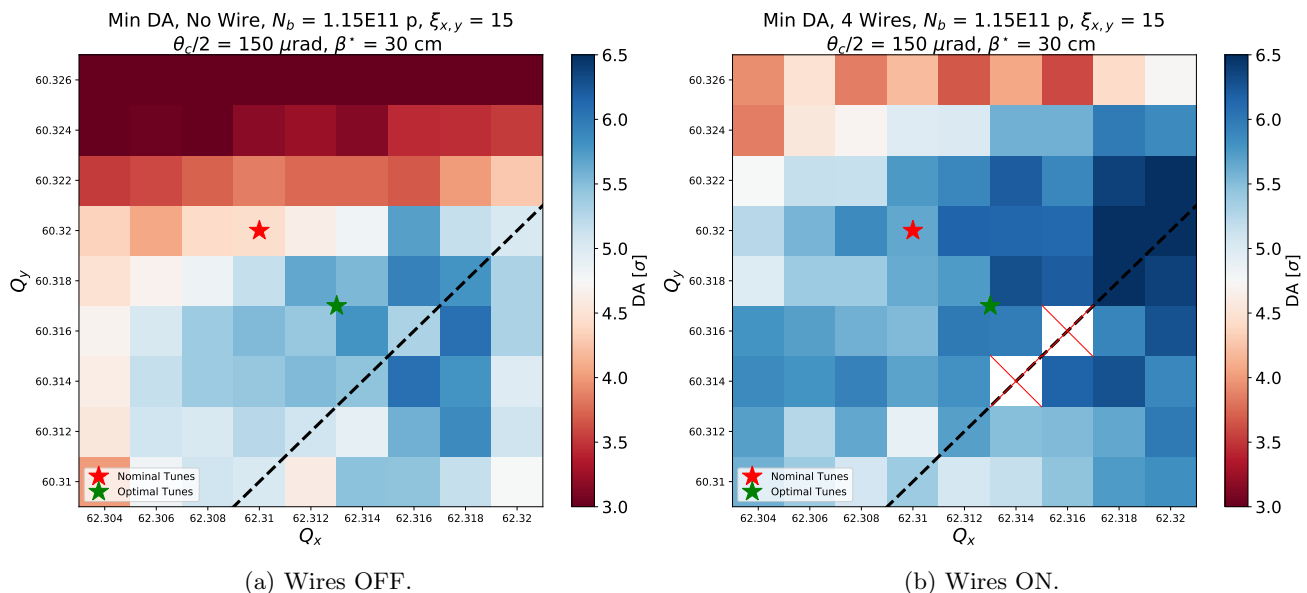 Min DA, No Wire, N_b = 1.15E11 p, ξ_{x,y} = 15
θ_c/2 = 150 μrad, β* = 30 cm
60.326
60.324
60.322
60.32
60.318
60.316
60.314
60.312
60.31
Q_y
62.304 62.306 62.308 62.31 62.312 62.314 62.316 62.318 62.32
Q_x
Nominal Tunes
Optimal Tunes
6.5
6.0
5.5
5.0
4.5
4.0
3.5
3.0
DA [σ]
(a) Wires OFF.
Min DA, 4 Wires, N_b = 1.15E11 p, ξ_{x,y} = 15
θ_c/2 = 150 μrad, β* = 30 cm
60.326
60.324
60.322
60.32
60.318
60.316
60.314
60.312
60.31
Q_y
62.304 62.306 62.308 62.31 62.312 62.314 62.316 62.318 62.32
Q_x
Nominal Tunes
Optimal Tunes
6.5
6.0
5.5
5.0
4.5
4.0
3.5
3.0
DA [σ]
(b) Wires ON.